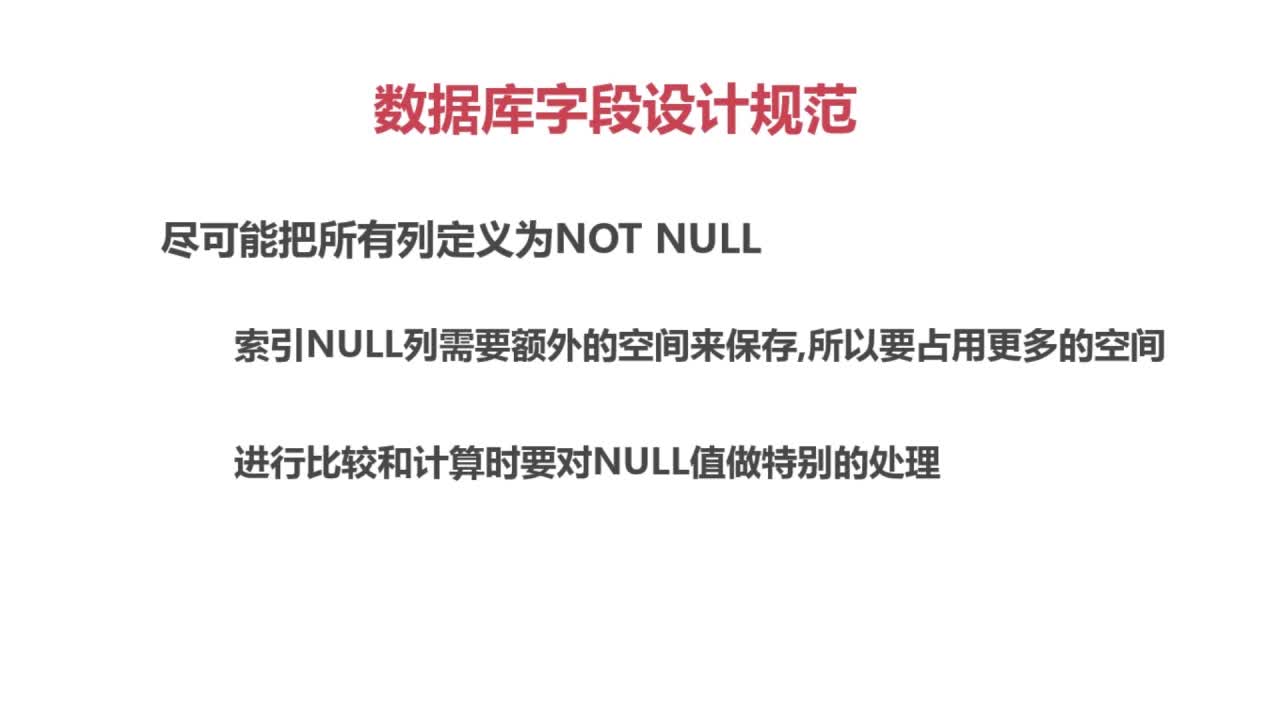 数据库字段设计规范
尽可能把所有列定义为NOT NULL
索引NULL列需要额外的空间来保存,所以要占用更多的空间
进行比较和计算时要对NULL值做特别的处理